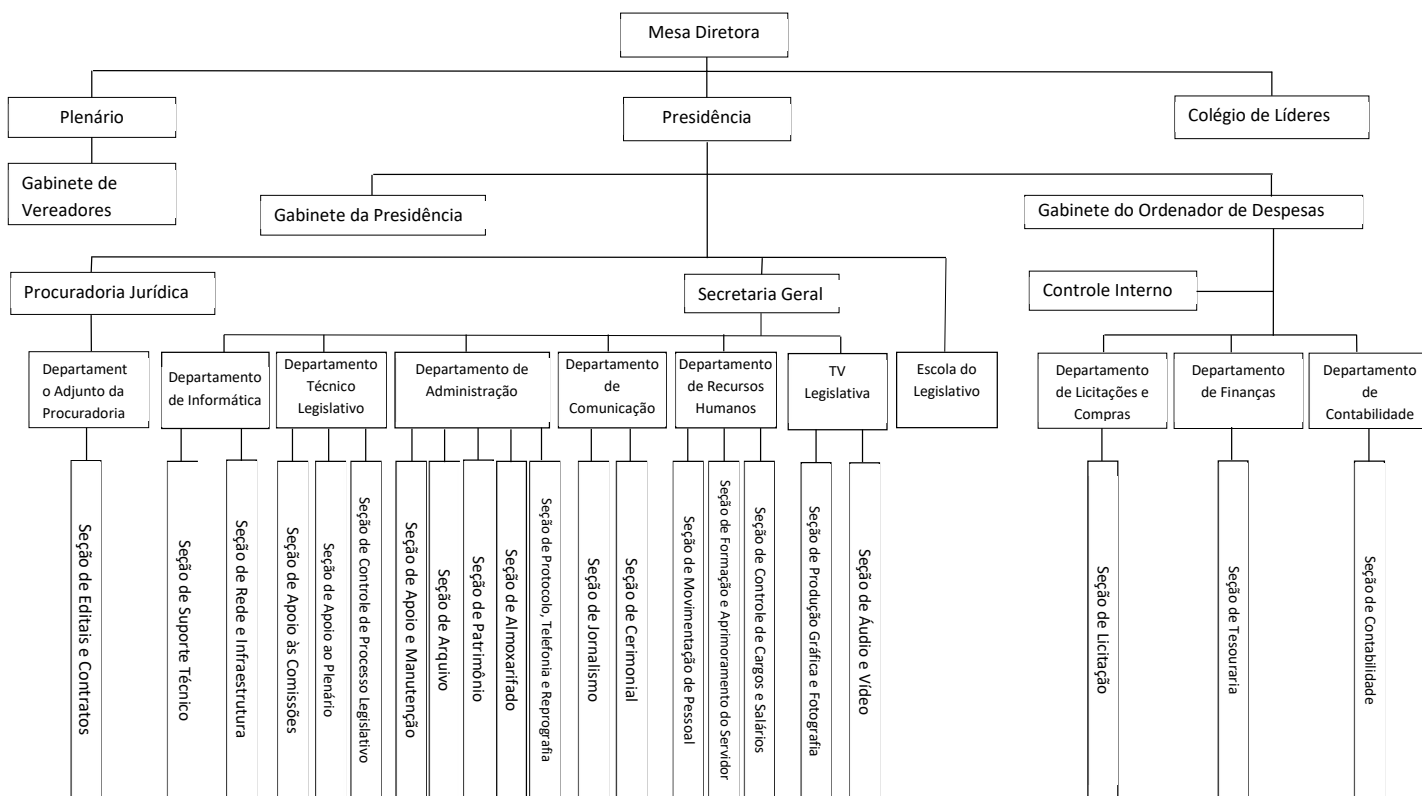 Mesa Diretora
Plenário
Presidência
Colégio de Líderes
Gabinete de
Vereadores
Gabinete da Presidência
Gabinete do Ordenador de Despesas
Procuradoria Jurídica
Secretaria Geral
Controle Interno
Departament
o Adjunto da
Procuradoria
Departamento
de Informática
Departamento
Técnico
Legislativo
Departamento de
Administração
Departamento
de
Comunicação
Departamento
de Recursos
Humanos
TV
Legislativa
Escola do
Legislativo
Departamento
de Licitações e
Compras
Departamento
de Finanças
Departamento
de
Contabilidade
Seção de Editais e Contratos
Seção de Suporte Técnico
Seção de Rede e Infraestrutura
Seção de Apoio às Comissões
Seção de Apoio ao Plenário
Seção de Controle de Processo Legislativo
Seção de Apoio e Manutenção
Seção de Arquivo
Seção de Patrimônio
Seção de Almoxarifado
Seção de Protocolo, Telefonia e Reprografia
Seção de Jornalismo
Seção de Cerimonial
Seção de Movimentação de Pessoal
Seção de Formação e Aprimoramento do Servidor
Seção de Controle de Cargos e Salários
Seção de Produção Gráfica e Fotografia
Seção de Áudio e Vídeo
Seção de Licitação
Seção de Tesouraria
Seção de Contabilidade